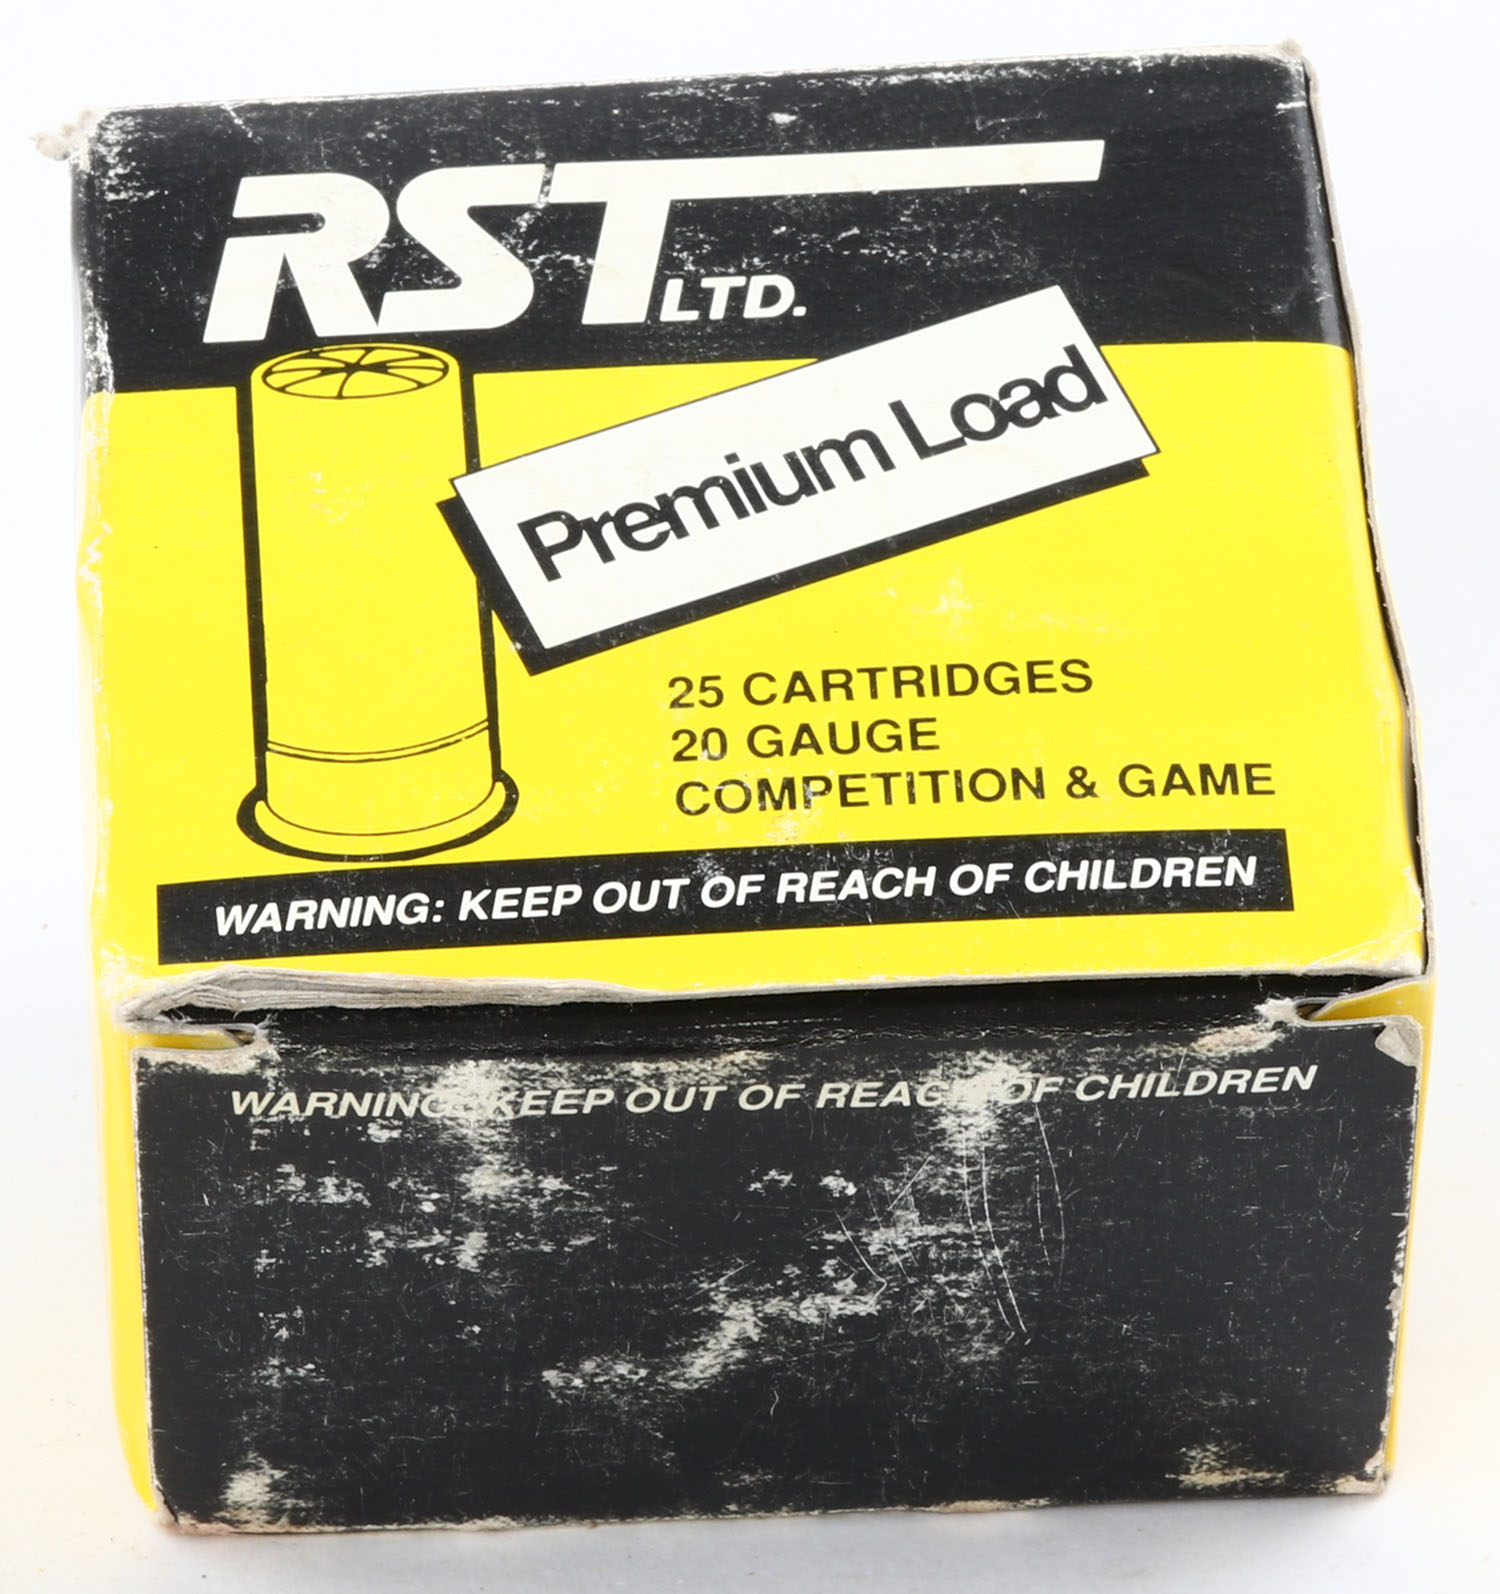 RST LTD.
Premium Load
25 CARTRIDGES
20 GAUGE
COMPETITION & GAME
WARNING: KEEP OUT OF REACH OF CHILDREN
WARNING: KEEP OUT OF REACH OF CHILDREN